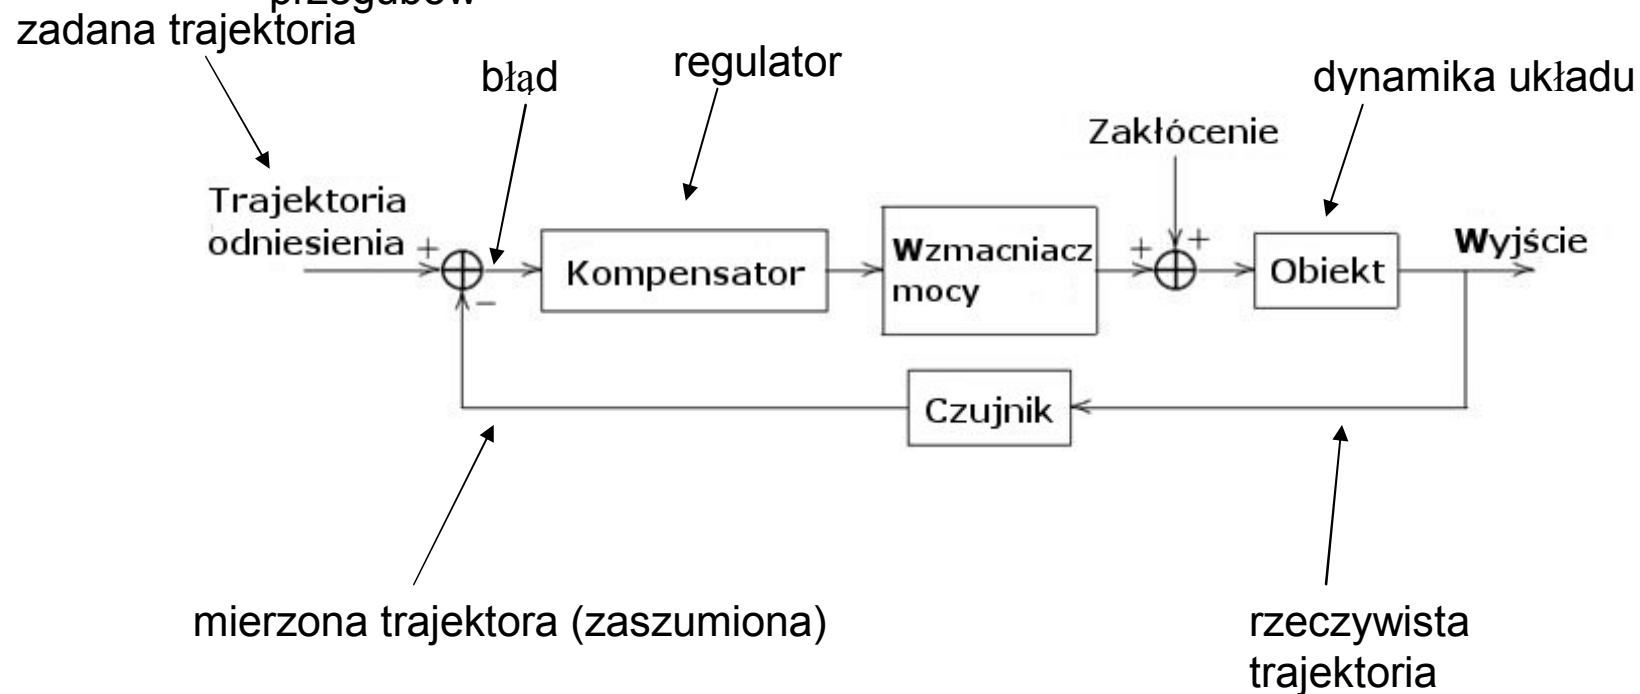 przegubów
zadana trajektoria
błąd
regulator
dynamika układu
Zakłócenie
Trajektoria
odniesienia
+
−
Kompensator
Wzmacniacz
mocy
+
+
Obiekt
Wyjście
Czujnik
mierzona trajektora (zaszumiona)
rzeczywista
trajektoria